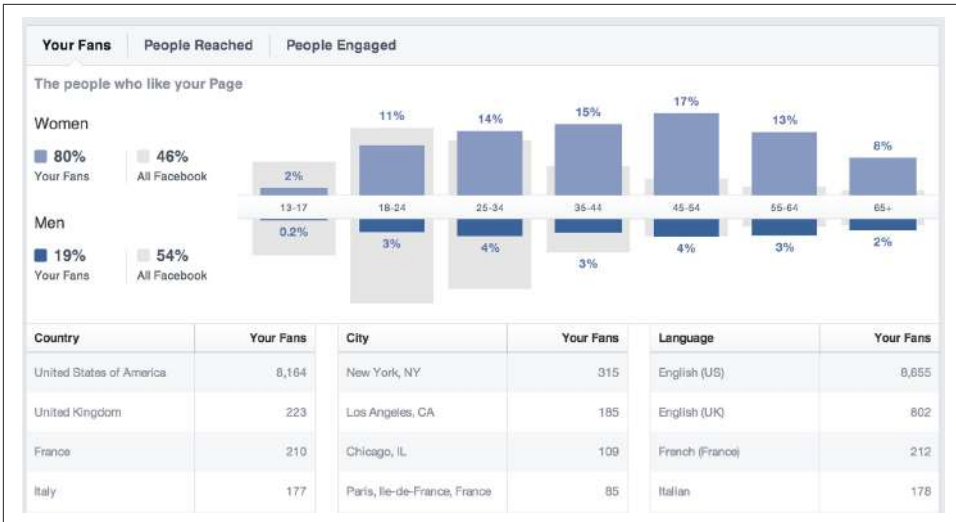 Your Fans People Reached People Engaged
The people who like your Page
Women
80% 46%
Your Fans All Facebook
Men
19% 54%
Your Fans All Facebook
2% 11% 14% 15% 17% 13% 8%
13-17 18-24 25-34 35-44 45-54 55-64 65+
0.2% 3% 4% 3% 4% 3% 2%
Country Your Fans City Your Fans Language Your Fans
United States of America 8,164 New York, NY 315 English (US) 8,655
United Kingdom 223 Los Angeles, CA 185 English (UK) 802
France 210 Chicago, IL 109 French (France) 212
Italy 177 Paris, Ile-de-France, France 85 Italian 178